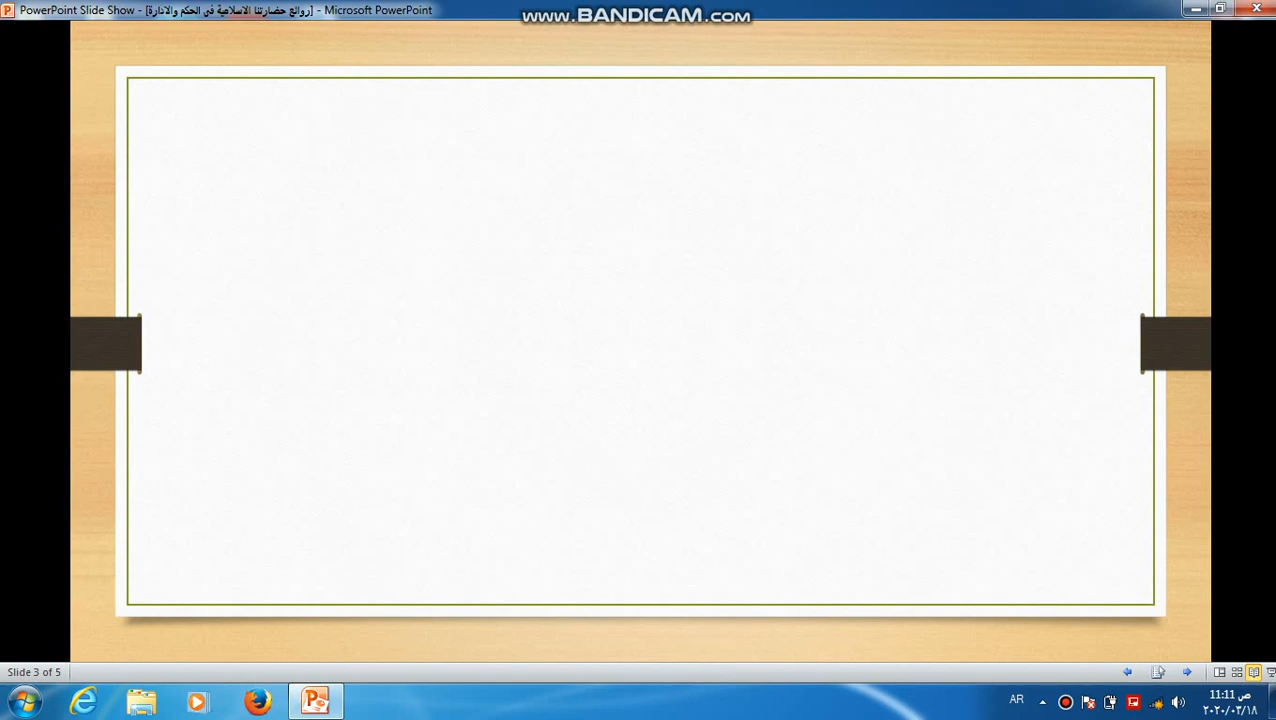 PowerPoint Slide Show - [روائع حضارتنا الاسلامية في الحكم والادارة] - Microsoft PowerPoint
www.BANDICAM.com
Slide 3 of 5
AR
11:11 ص
٢٠٢٠/٠٣/١٨